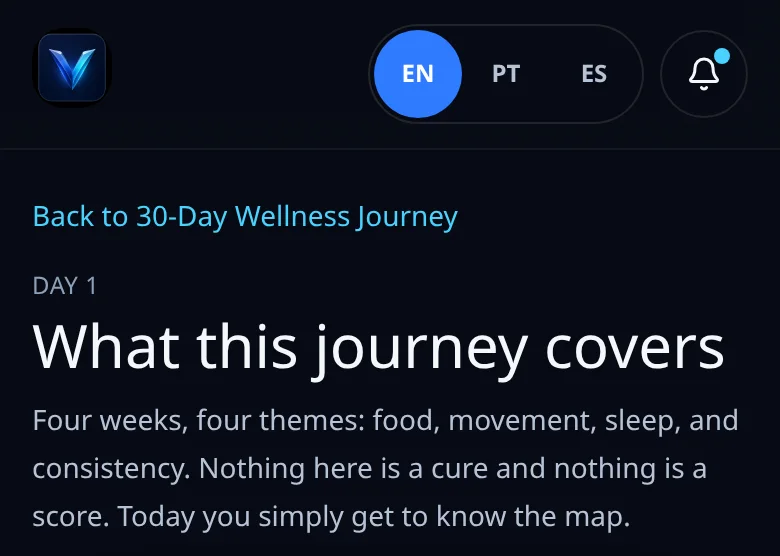 EN PT ES
Back to 30-Day Wellness Journey
DAY 1
What this journey covers
Four weeks, four themes: food, movement, sleep, and
consistency. Nothing here is a cure and nothing is a
score. Today you simply get to know the map.